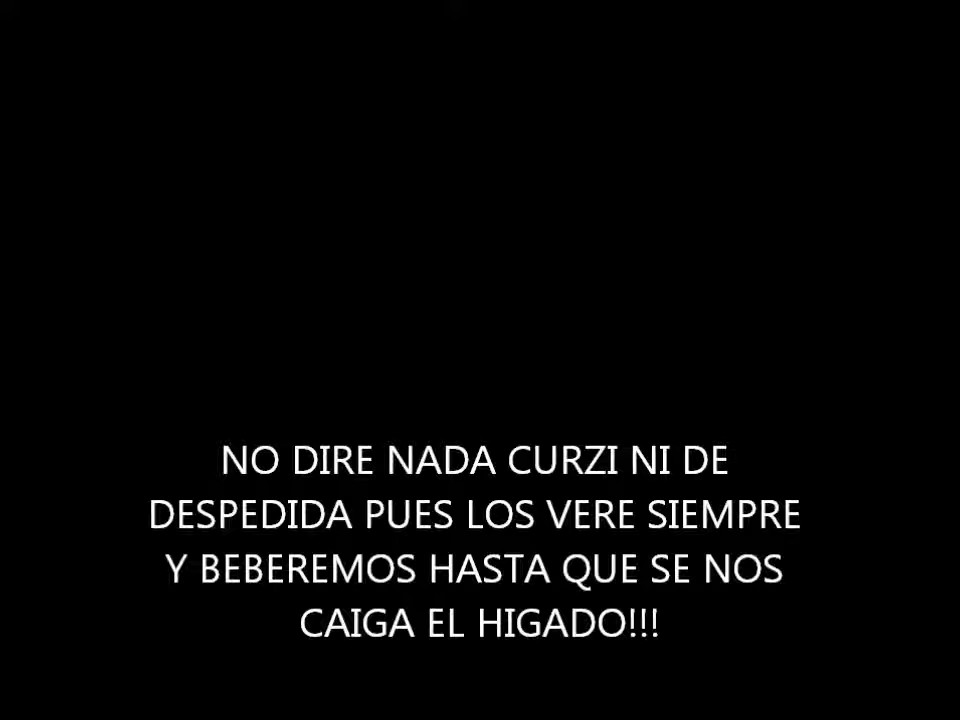 NO DIRE NADA CURZI NI DE
DESPEDIDA PUES LOS VERE SIEMPRE
Y BEBEREMOS HASTA QUE SE NOS
CAIGA EL HIGADO!!!